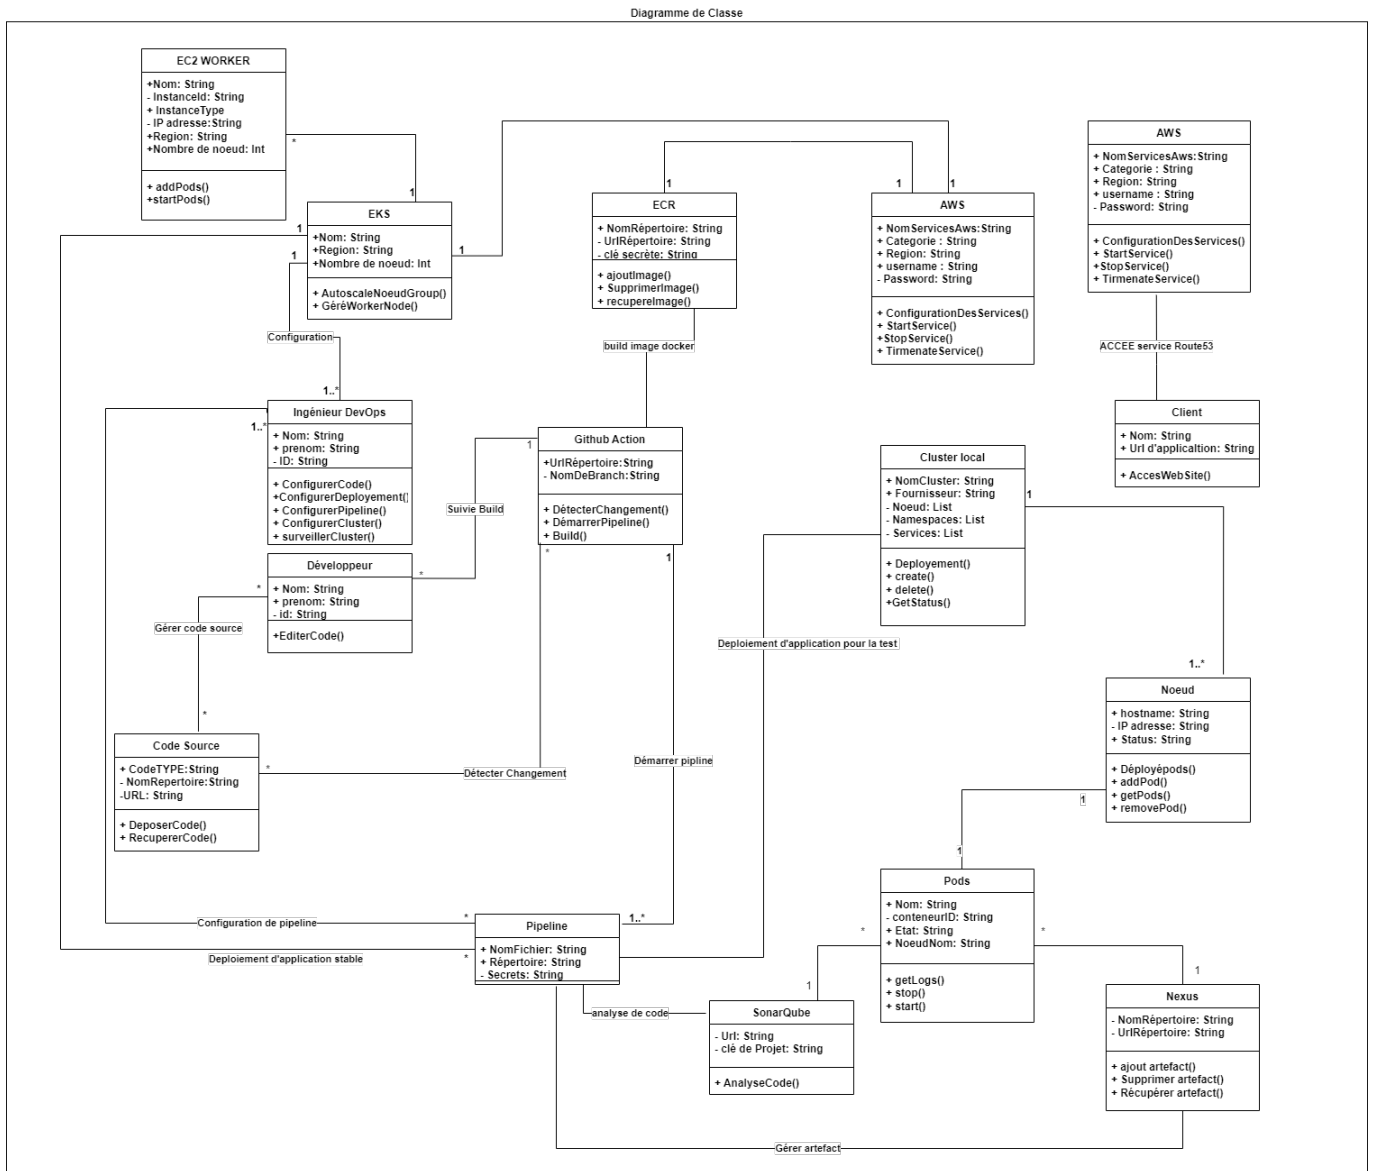 Diagramme de Classe
EC2 WORKER
+Nom: String
- InstanceId: String
+ InstanceType
- IP adresse:String
+Region: String
+Nombre de noeud: Int
+ addPods()
+startPods()
*
1
EKS
+Nom: String
+Region: String
+Nombre de noeud: Int
+ AutoscaleNoeudGroup()
+ GéréWorkerNode()
1
1
1
Configuration
1..*
1
ECR
+ NomRépertoire: String
- UrlRépertoire: String
- clé secrète: String
+ ajoutImage()
+ SupprimerImage()
+ recupereImage()
build image docker
1
1
AWS
+ NomServicesAws:String
+ Categorie : String
+ Region: String
+ username : String
- Password: String
+ ConfigurationDesServices()
+ StartService()
+StopService()
+ TirmenateService()
AWS
+ NomServicesAws:String
+ Categorie : String
+ Region: String
+ username : String
- Password: String
+ ConfigurationDesServices()
+ StartService()
+StopService()
+ TirmenateService()
ACCEE service Route53
Client
+ Nom: String
+ Url d'applicaltion: String
+ AccesWebSite()
1..*
Ingénieur DevOps
+ Nom: String
+ prenom: String
- ID: String
+ ConfigurerCode()
+ConfigurerDeployement()
+ ConfigurerPipeline()
+ ConfigurerCluster()
+ surveillerCluster()
1
Github Action
+UrlRépertoire:String
- NomDeBranch:String
+ DétecterChangement()
+ DémarrerPipeline()
+ Build()
*
1
Suivie Build
*
Développeur
+ Nom: String
+ prenom: String
- id: String
+EditerCode()
*
Gérer code source
*
Cluster local
+ NomCluster: String
+ Fournisseur: String
- Noeud: List
- Namespaces: List
- Services: List
+ Deployement()
+ create()
+ delete()
+GetStatus()
1
Deploiement d'application pour la test
1..*
Noeud
+ hostname: String
- IP adresse: String
+ Status: String
+ Déployépods()
+ addPod()
+ getPods()
+ removePod()
1
1
Code Source
+ CodeTYPE:String
- NomRepertoire:String
-URL: String
+ DeposerCode()
+ RecupererCode()
*
Détecter Changement
Démarrer pipline
Pods
+ Nom: String
- conteneurID: String
+ Etat: String
+ NoeudNom: String
+ getLogs()
+ stop()
+ start()
*
*
Configuration de pipeline
*
1..*
Deploiement d'application stable
*
Pipeline
+ NomFichier: String
+ Répertoire: String
- Secrets: String
analyse de code
1
SonarQube
- Url: String
- clé de Projet: String
+ AnalyseCode()
1
Nexus
- NomRépertoire: String
- UrlRépertoire: String
+ ajout artefact()
+ Supprimer artefact()
+ Récupérer artefact()
Gérer artefact